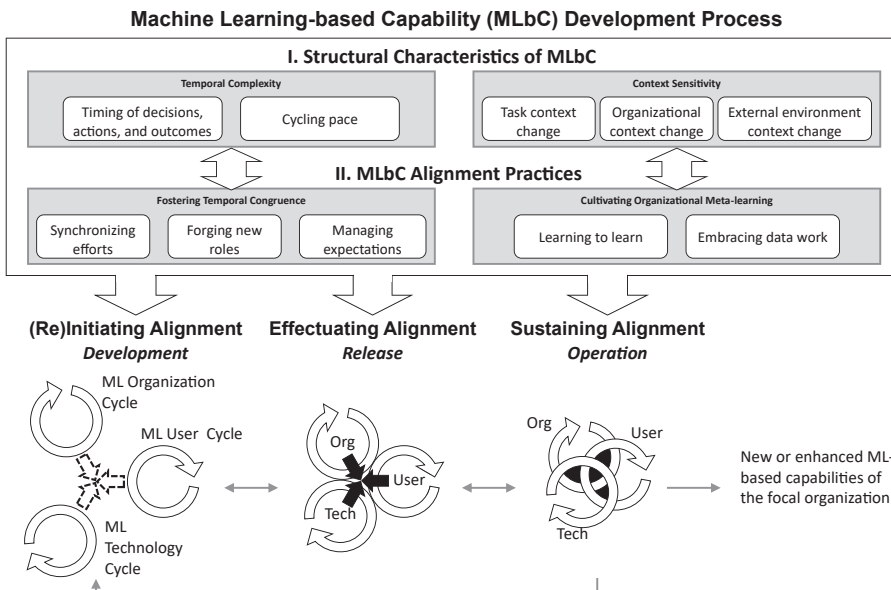 Machine Learning-based Capability (MLbC) Development Process
I. Structural Characteristics of MLbC
Temporal Complexity
Timing of decisions,
actions, and outcomes
Cycling pace
Context Sensitivity
Task context
change
Organizational
context change
External environment
context change
II. MLbC Alignment Practices
Fostering Temporal Congruence
Synchronizing
efforts
Forging new
roles
Managing
expectations
Cultivating Organizational Meta-learning
Learning to learn
Embracing data work
(Re)Initiating Alignment
Development
Effectuating Alignment
Release
Sustaining Alignment
Operation
ML Organization
Cycle
ML User Cycle
ML
Technology
Cycle
Org
User
Tech
Org
User
Tech
New or enhanced ML-
based capabilities of
the focal organization